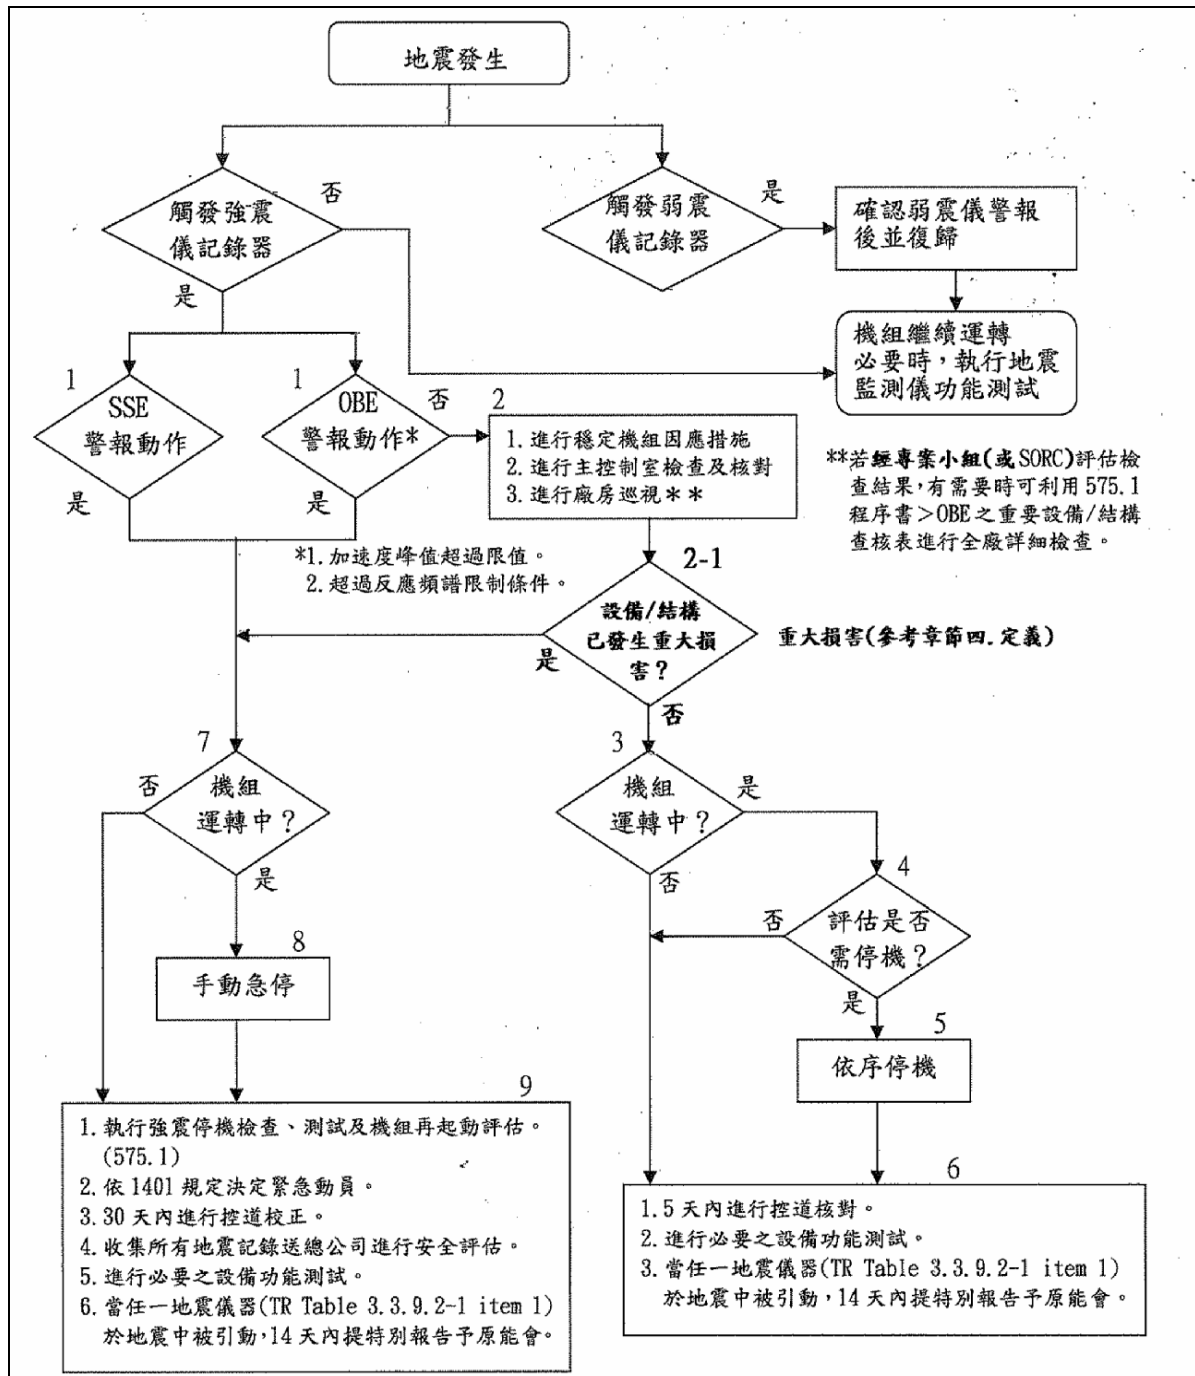 地震發生
觸發強震
儀記錄器
否
是
觸發弱震
儀記錄器
是
確認弱震儀警報
後並復歸
機組繼續運轉
必要時，執行地震
監測儀功能測試
1
SSE
警報動作
是
1
OBE
警報動作*
否
是
2
1.進行穩定機組因應措施
2.進行主控制室檢查及核對
3.進行廠房巡視＊＊
**若經專案小組(或SORC)評估檢
查結果，有需要時可利用575.1
程序書＞OBE之重要設備/結構
查核表進行全廠詳細檢查。
*1.加速度峰值超過限值。
2.超過反應頻譜限制條件。
2-1
設備/結構
已發生重大損
害？
是
否
重大損害(參考章節四.定義)
7
機組
運轉中？
否
是
3
機組
運轉中？
是
否
4
評估是否
需停機？
否
是
8
手動急停
5
依序停機
9
1.執行強震停機檢查、測試及機組再起動評估。
(575.1)
2.依1401規定決定緊急動員。
3.30天內進行控道校正。
4.收集所有地震記錄送總公司進行安全評估。
5.進行必要之設備功能測試。
6.當任一地震儀器(TR Table 3.3.9.2-1 item 1)
於地震中被引動，14天內提特別報告予原能會。
6
1.5天內進行控道核對。
2.進行必要之設備功能測試。
3.當任一地震儀器(TR Table 3.3.9.2-1 item 1)
於地震中被引動，14天內提特別報告予原能會。